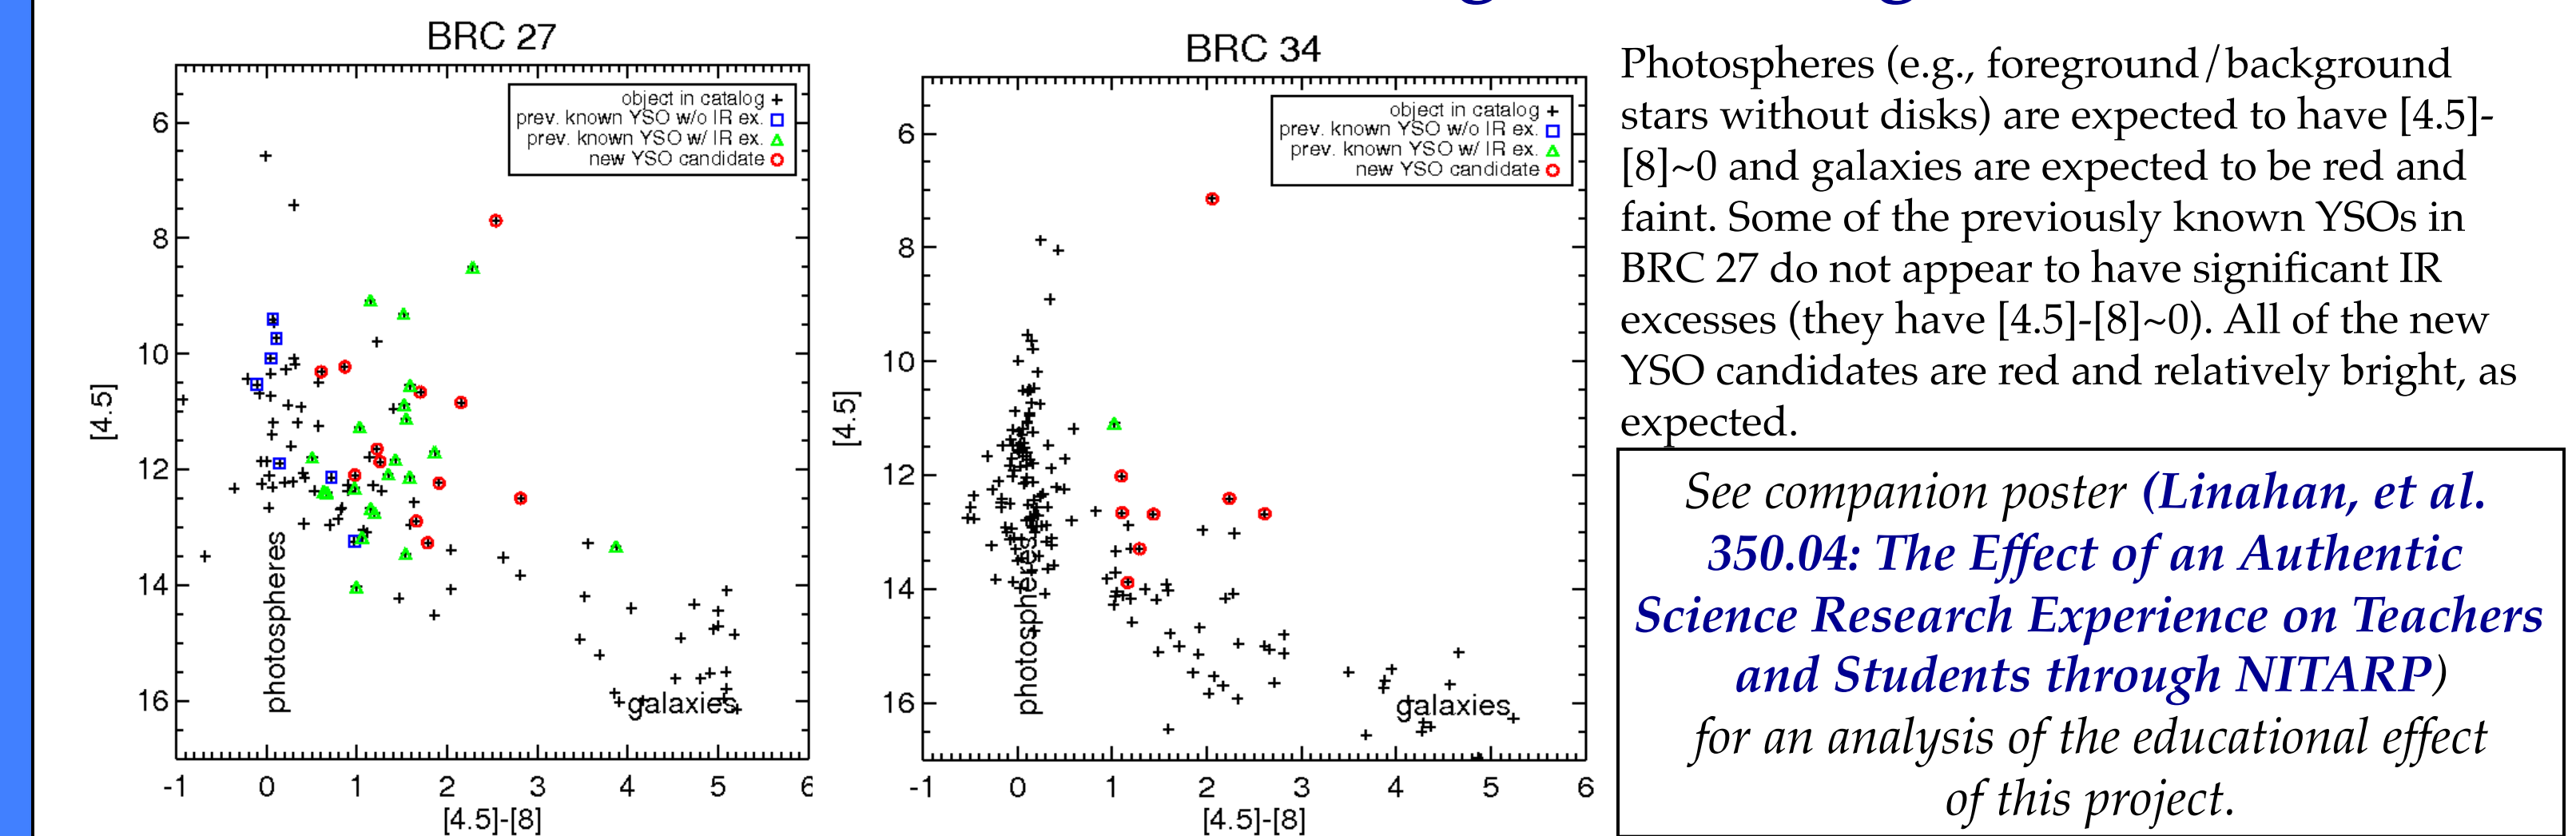 BRC 27
object in catalog
prev. known YSO w/o IR ex.
prev. known YSO w/ IR ex.
new YSO candidate
6
8
10
12
14
16
[4.5]
photospheres
galaxies
-1 0 1 2 3 4 5 6
[4.5]-[8]
BRC 34
object in catalog
prev. known YSO w/o IR ex.
prev. known YSO w/ IR ex.
new YSO candidate
6
8
10
12
14
16
[4.5]
photospheres
galaxies
-1 0 1 2 3 4 5 6
[4.5]-[8]
Photospheres (e.g., foreground/background
stars without disks) are expected to have [4.5]-
[8]~0 and galaxies are expected to be red and
faint. Some of the previously known YSOs in
BRC 27 do not appear to have significant IR
excesses (they have [4.5]-[8]~0). All of the new
YSO candidates are red and relatively bright, as
expected.
See companion poster (Linahan, et al.
350.04: The Effect of an Authentic
Science Research Experience on Teachers
and Students through NITARP)
for an analysis of the educational effect
of this project.